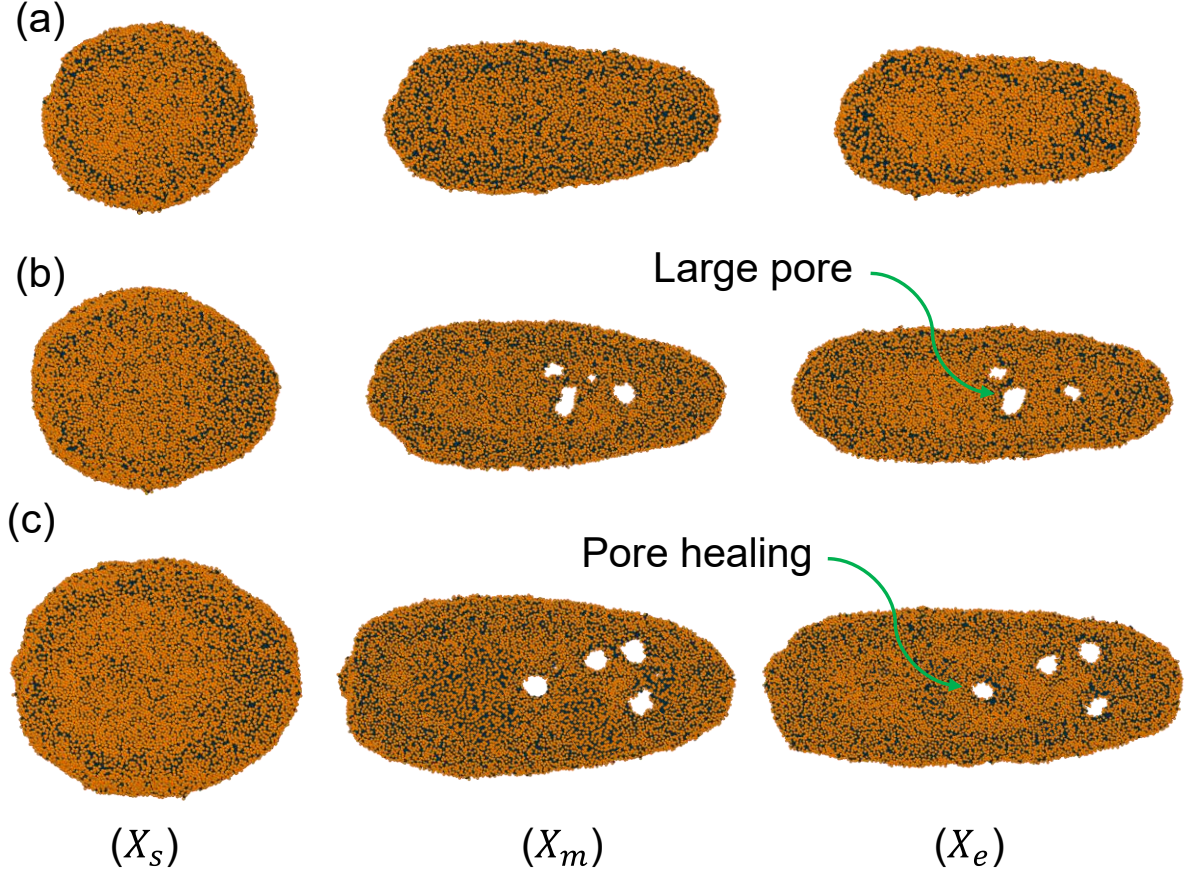 (a)
(b)
Large pore
(c)
Pore healing
(X_s) (X_m) (X_e)